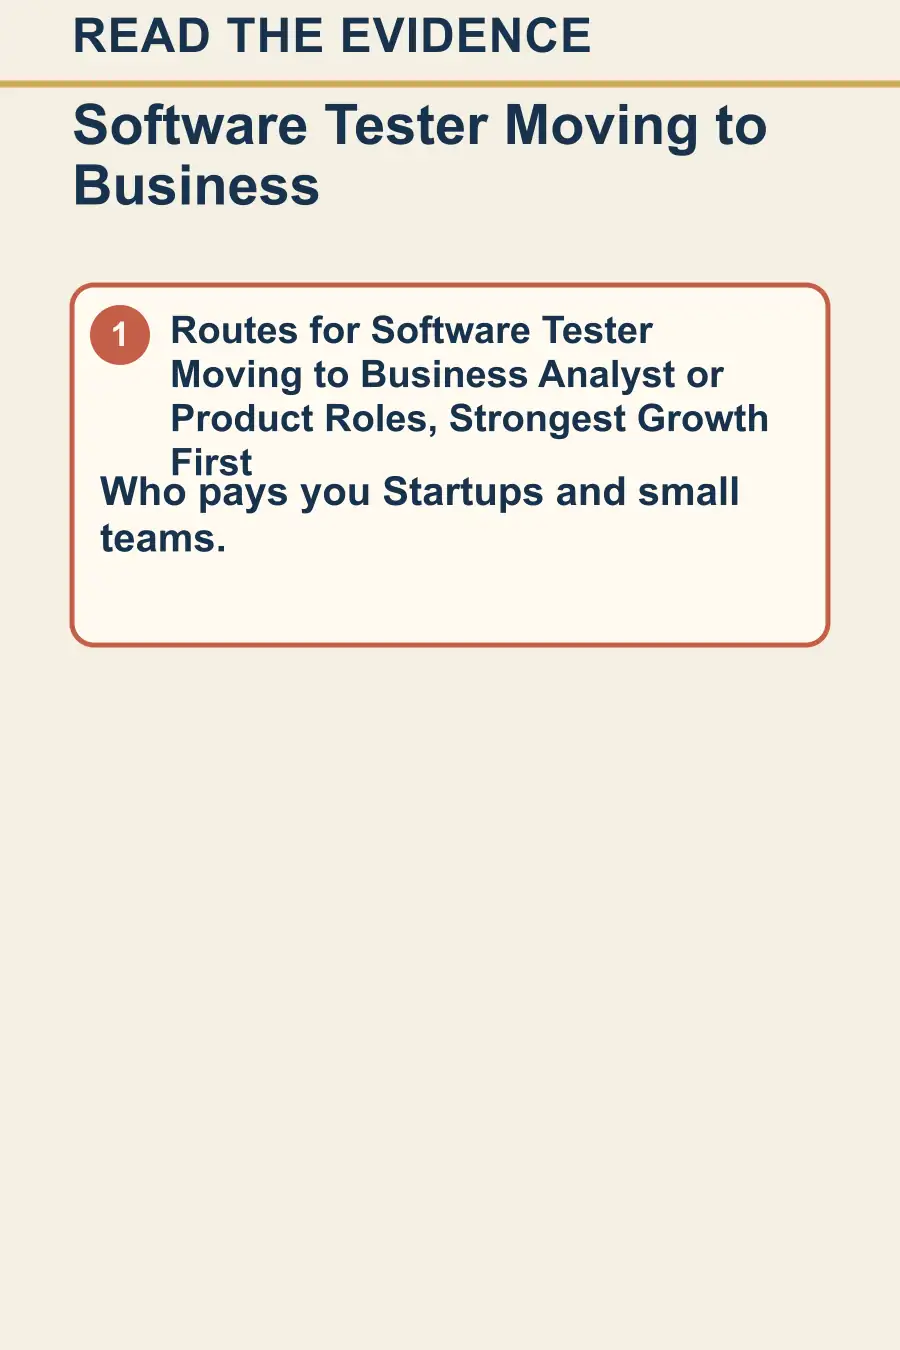 READ THE EVIDENCE
Software Tester Moving to
Business
1
Routes for Software Tester
Moving to Business Analyst or
Product Roles, Strongest Growth
First
Who pays you Startups and small
teams.